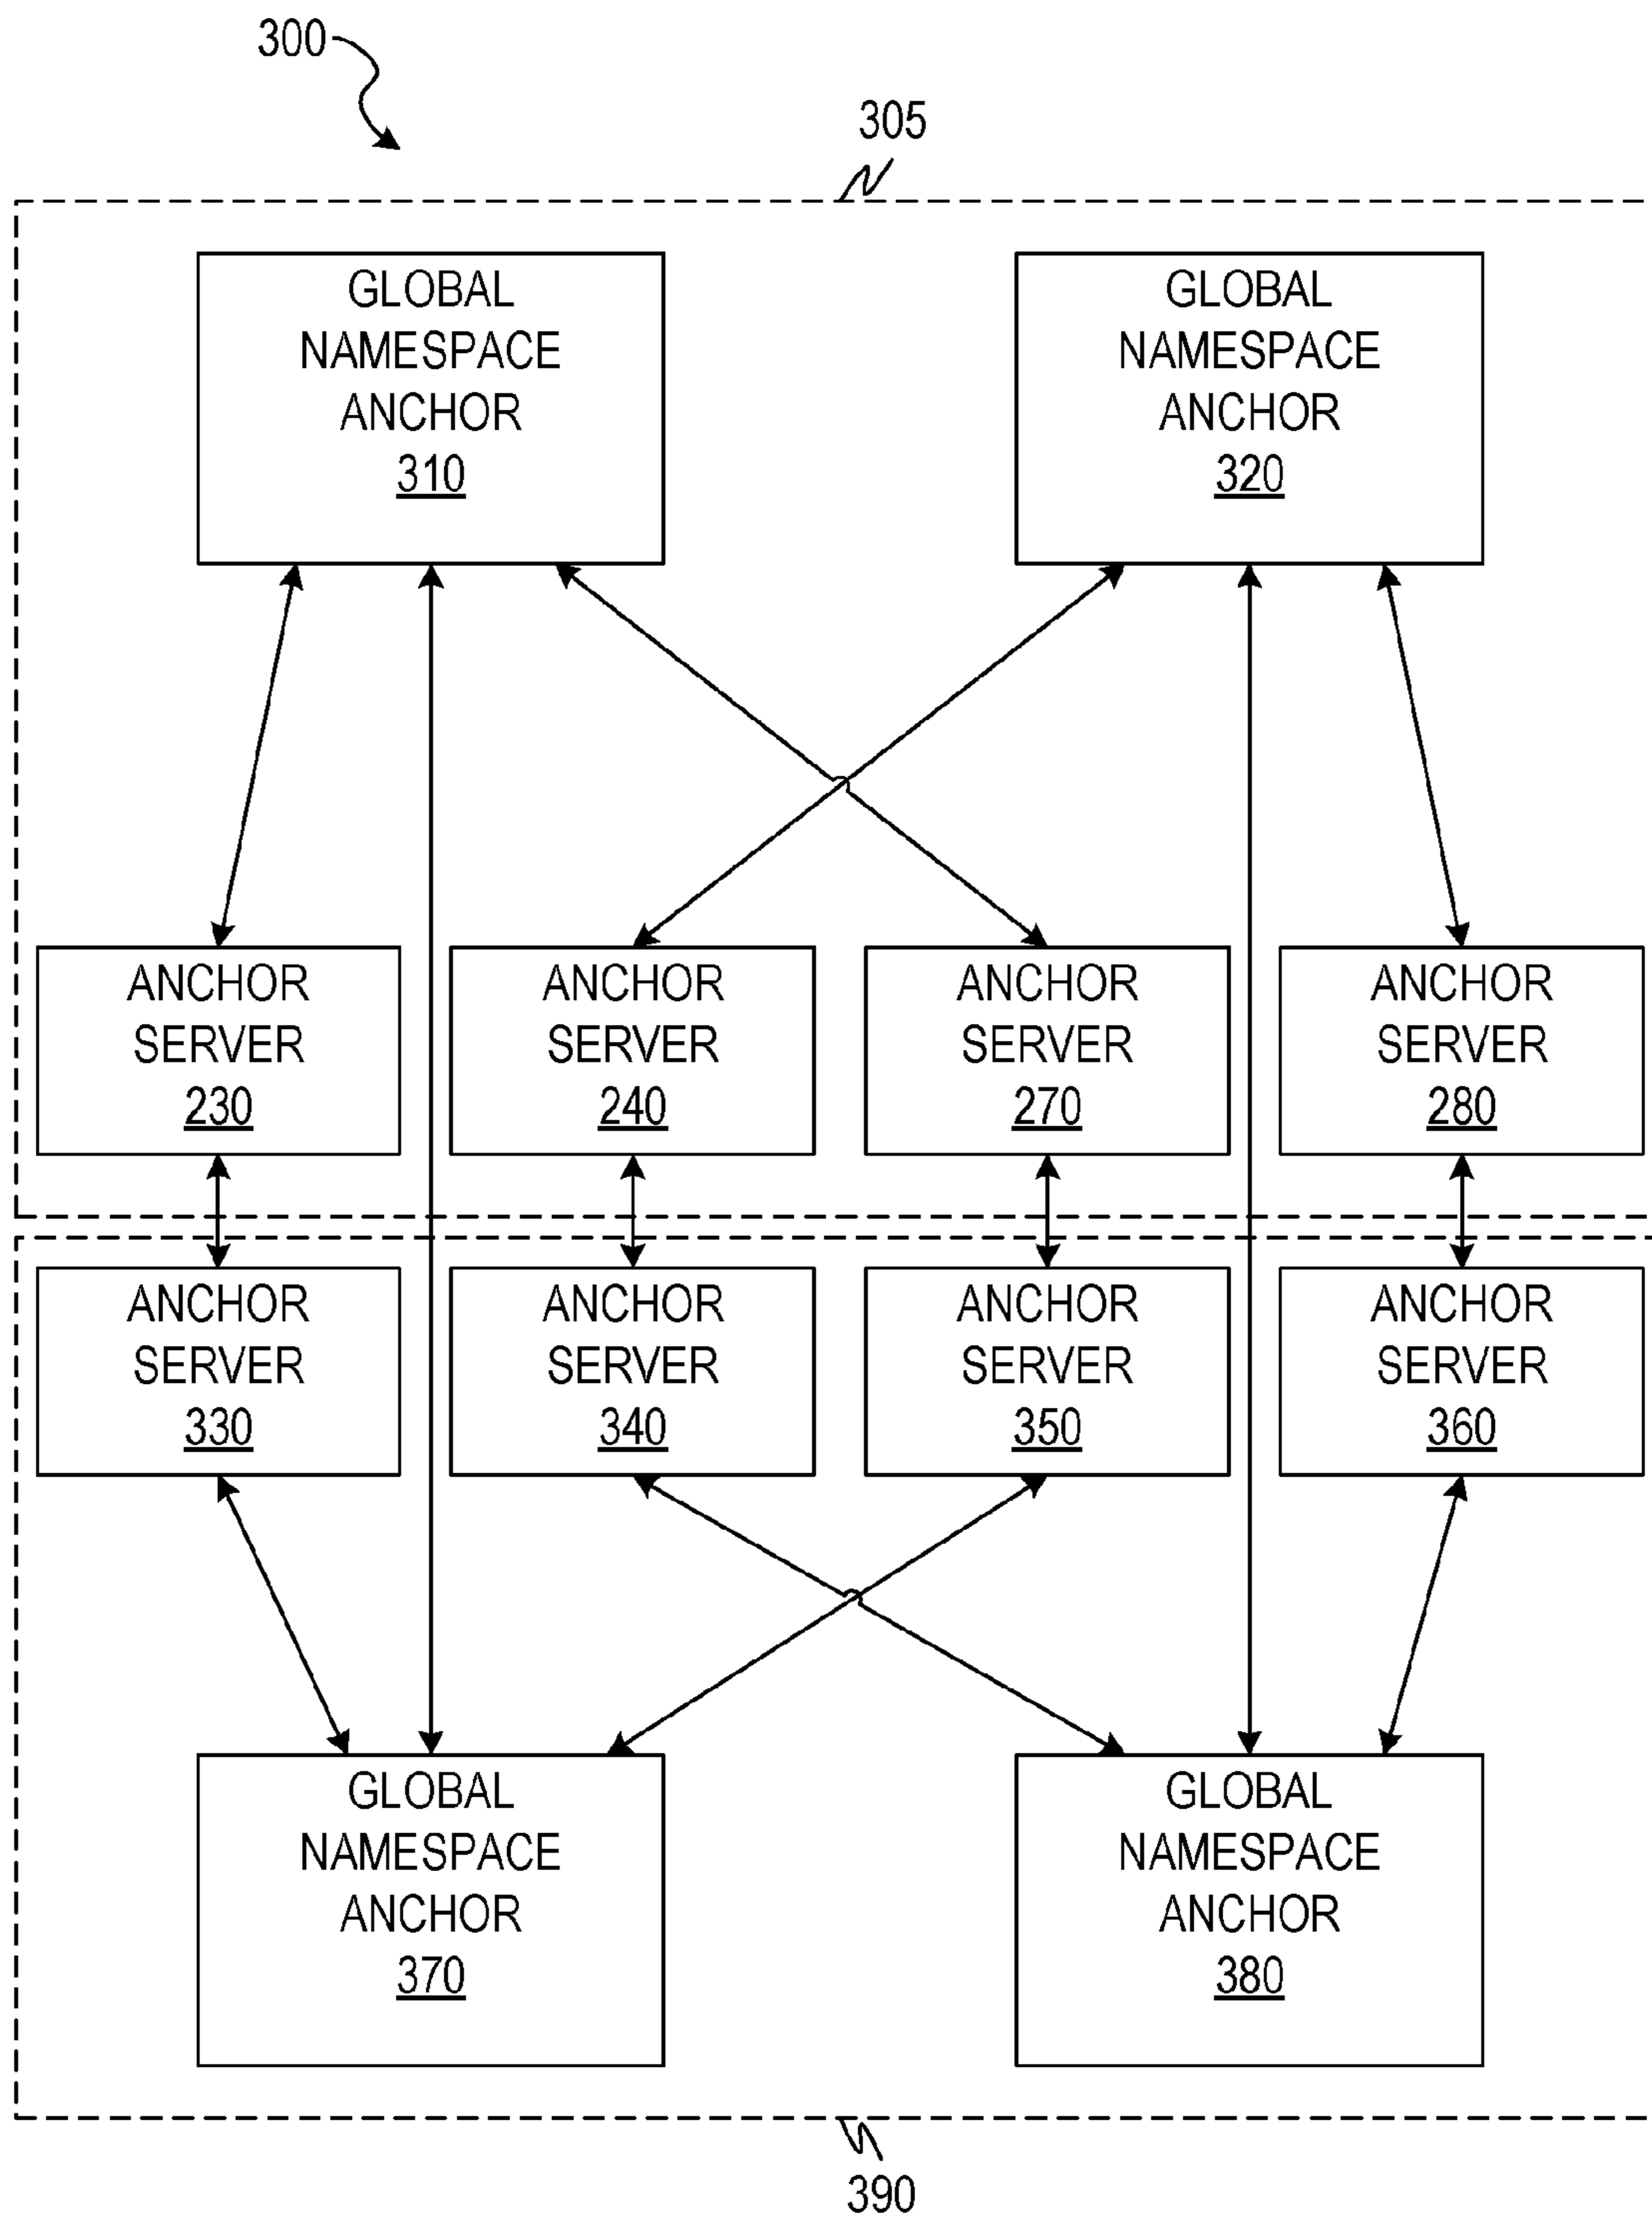 300
305
GLOBAL
NAMESPACE
ANCHOR
310
GLOBAL
NAMESPACE
ANCHOR
320
ANCHOR
SERVER
230
ANCHOR
SERVER
240
ANCHOR
SERVER
270
ANCHOR
SERVER
280
ANCHOR
SERVER
330
ANCHOR
SERVER
340
ANCHOR
SERVER
350
ANCHOR
SERVER
360
GLOBAL
NAMESPACE
ANCHOR
370
GLOBAL
NAMESPACE
ANCHOR
380
390